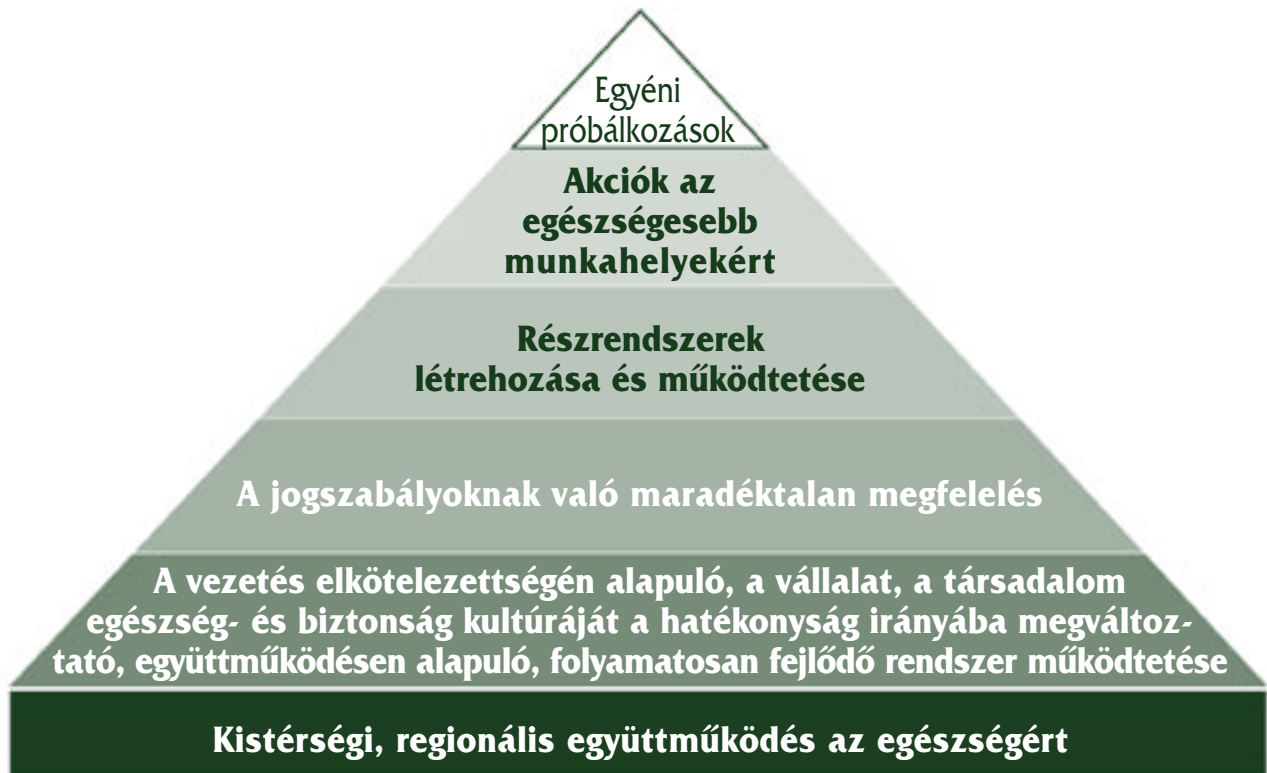 Egyéni
próbálkozások
Akciók az
egészségesebb
munkahelyekért
Részrendszerek
létrehozása és működtetése
A jogszabályoknak való maradéktalan megfelelés
A vezetés elkötelezettségén alapuló, a vállalat, a társadalom
egészség- és biztonság kultúráját a hatékonyság irányába megváltoz-
tató, együttműködésen alapuló, folyamatosan fejlődő rendszer működtetése
Kistérségi, regionális együttműködés az egészségért